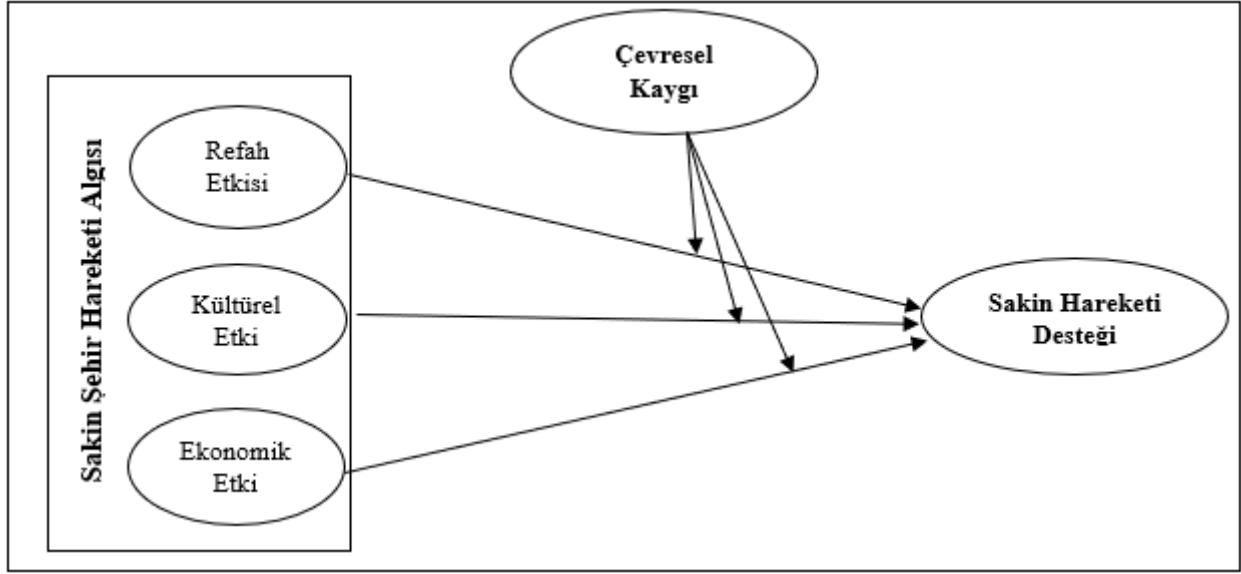 Çevresel
Kaygı
Sakin Şehir Hareketi Algısı
Refah
Etkisi
Kültürel
Etki
Ekonomik
Etki
Sakin Hareketi
Desteği